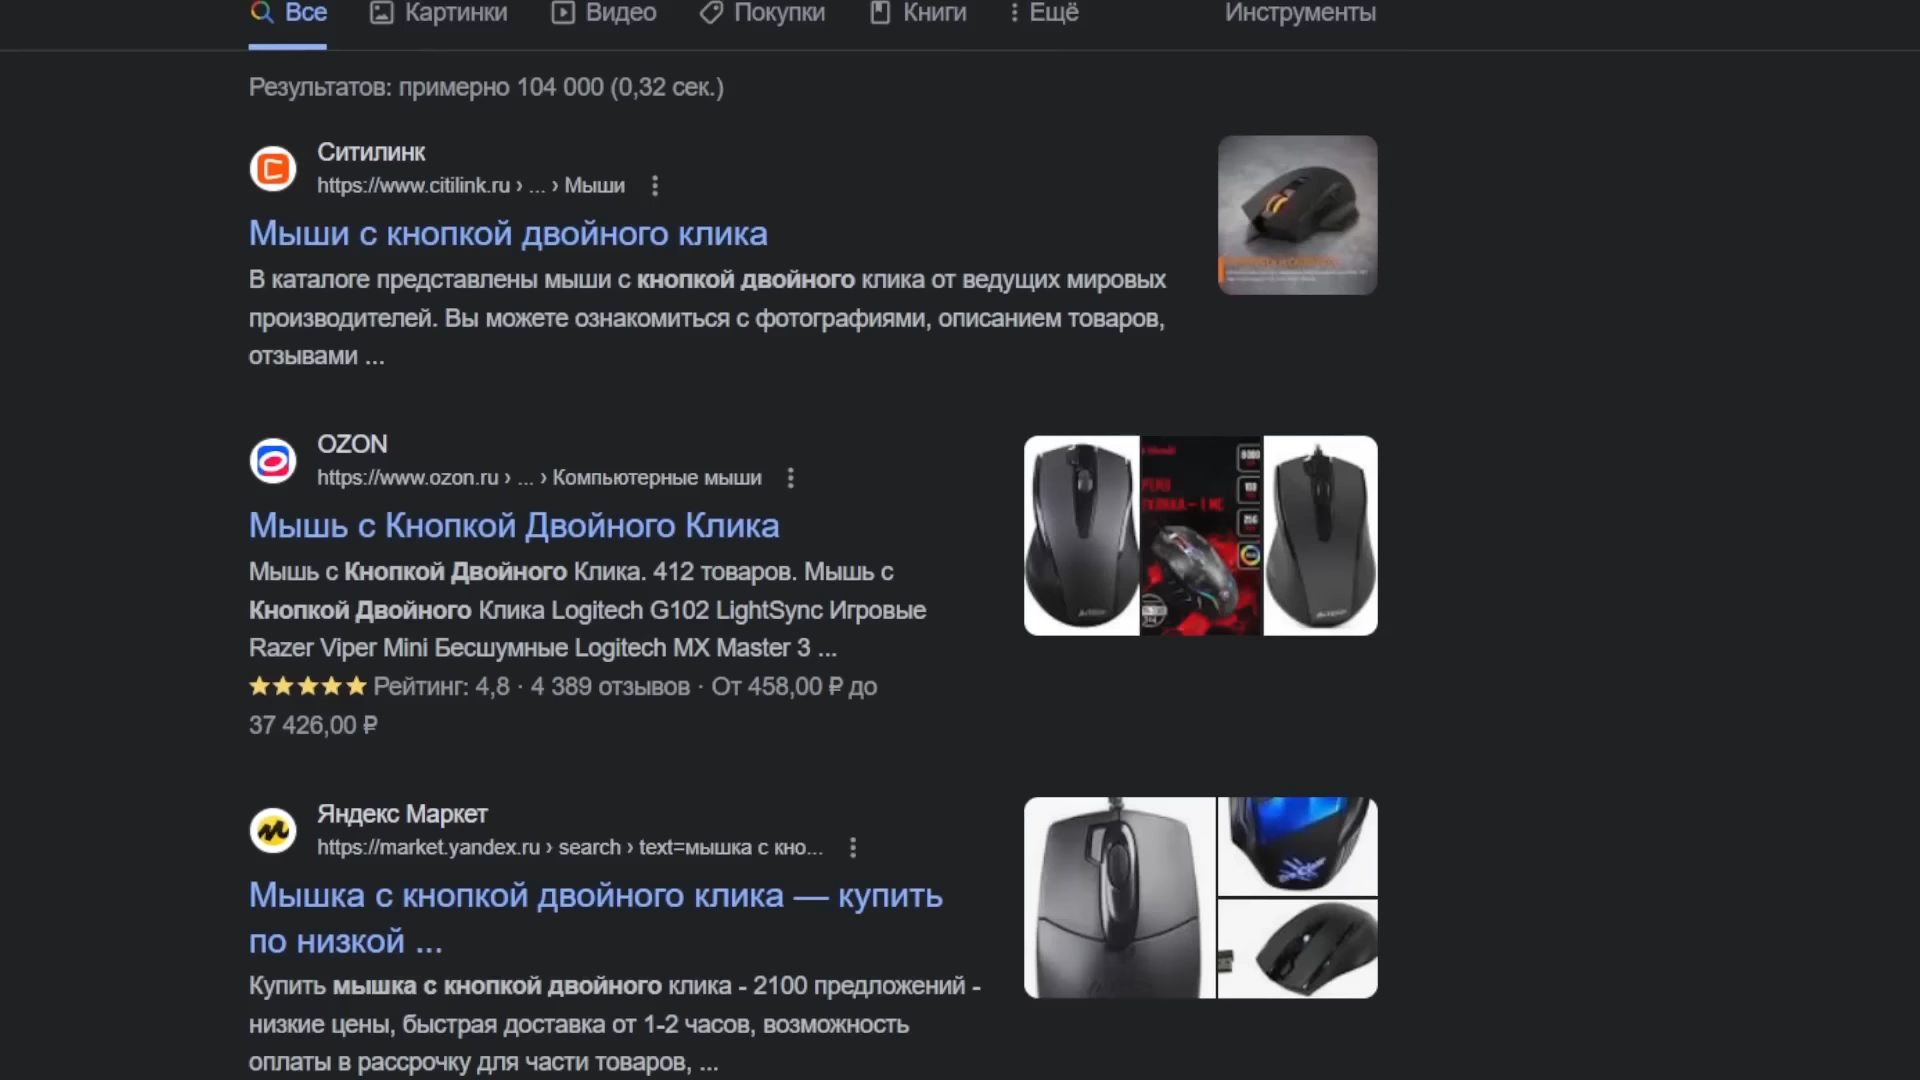 Все Картинки Видео Покупки Книги Ещё Инструменты
Результатов: примерно 104 000 (0,32 сек.)
Ситилинк
https://www.citilink.ru › ... › Мыши
Мыши с кнопкой двойного клика
В каталоге представлены мыши с кнопкой двойного клика от ведущих мировых
производителей. Вы можете ознакомиться с фотографиями, описанием товаров,
отзывами ...
OZON
https://www.ozon.ru › ... › Компьютерные мыши
Мышь с Кнопкой Двойного Клика
Мышь с Кнопкой Двойного Клика. 412 товаров. Мышь с
Кнопкой Двойного Клика Logitech G102 LightSync Игровые
Razer Viper Mini Бесшумные Logitech MX Master 3 ...
Рейтинг: 4,8 · 4 389 отзывов · От 458,00 ₽ до
37 426,00 ₽
Яндекс Маркет
https://market.yandex.ru › search › text=мышка с кно...
Мышка с кнопкой двойного клика — купить
по низкой ...
Купить мышка с кнопкой двойного клика - 2100 предложений -
низкие цены, быстрая доставка от 1-2 часов, возможность
оплаты в рассрочку для части товаров, ...